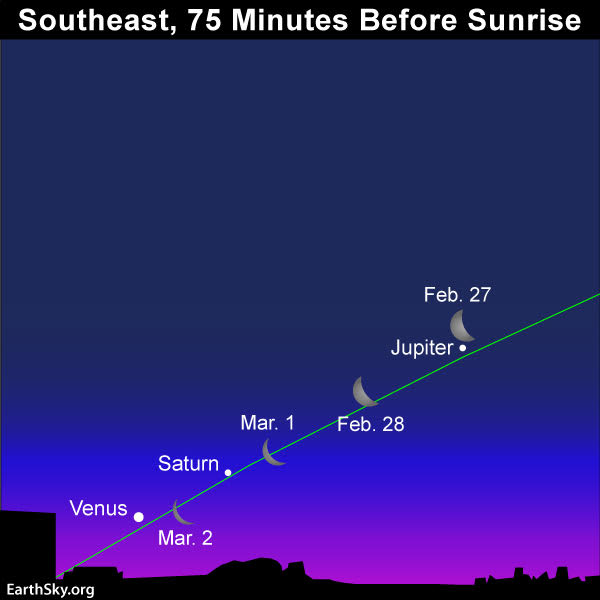 Southeast, 75 Minutes Before Sunrise
Feb. 27
Jupiter
Feb. 28
Mar. 1
Saturn
Venus
Mar. 2
EarthSky.org